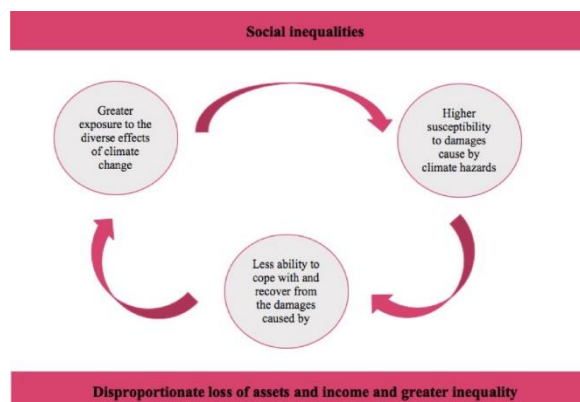 Social inequalities
Greater
exposure to the
diverse effects
of climate
change
Higher
susceptibility
to damages
cause by
climate hazards
Less ability to
cope with and
recover from
the damages
caused by
Disproportionate loss of assets and income and greater inequality